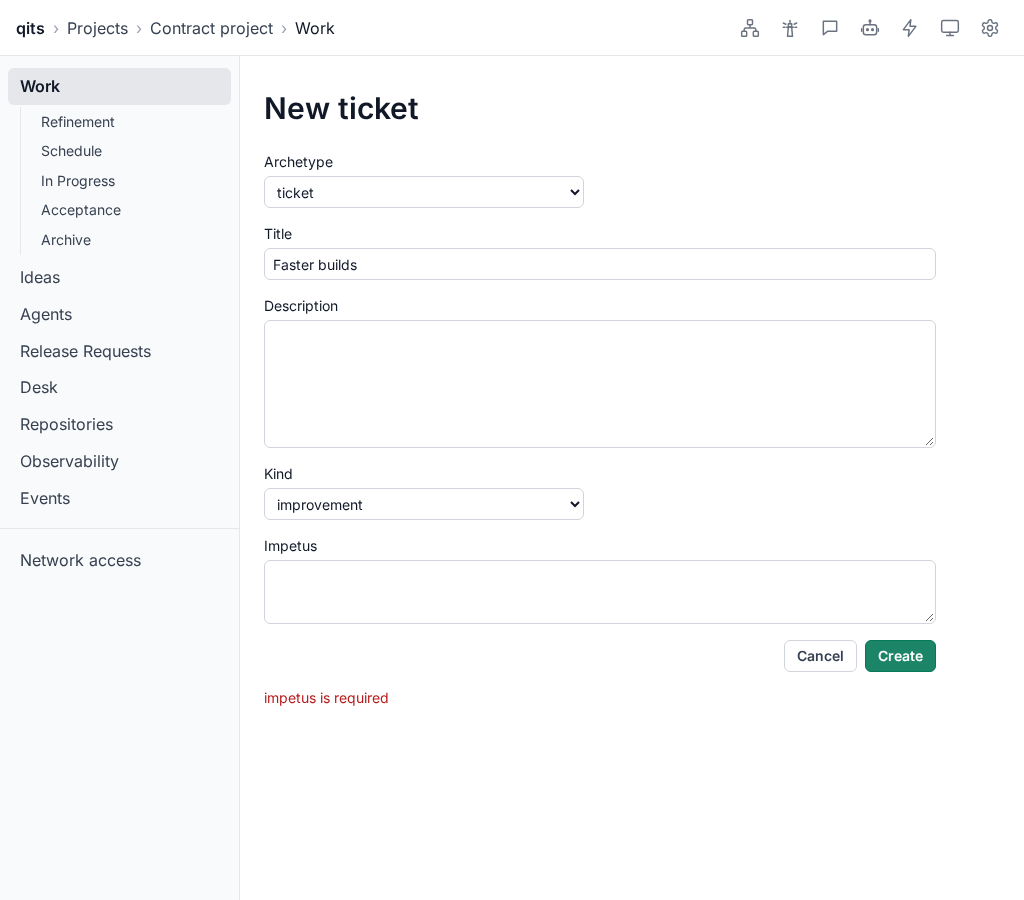 qits › Projects › Contract project › Work
Work
Refinement
Schedule
In Progress
Acceptance
Archive
Ideas
Agents
Release Requests
Desk
Repositories
Observability
Events
Network access
New ticket
Archetype
ticket
Title
Faster builds
Description
Kind
improvement
Impetus
Cancel Create
impetus is required